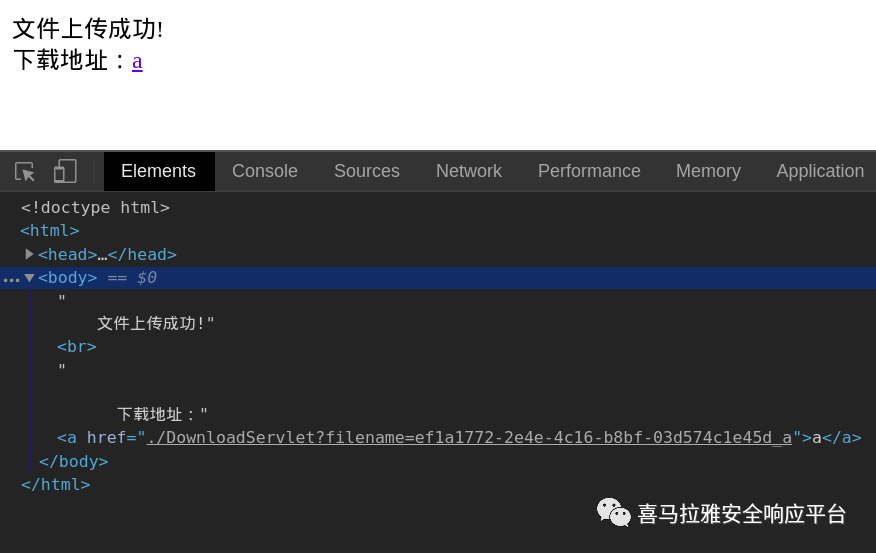 文件上传成功!
下载地址：a
Elements Console Sources Network Performance Memory Application
<!doctype html>
<html>
<head>…</head>
<body> == $0
"
文件上传成功!"
<br>
"
下载地址："
<a href="./DownloadServlet?filename=ef1a1772-2e4e-4c16-b8bf-03d574c1e45d_a">a</a>
</body>
</html>
喜马拉雅安全响应平台